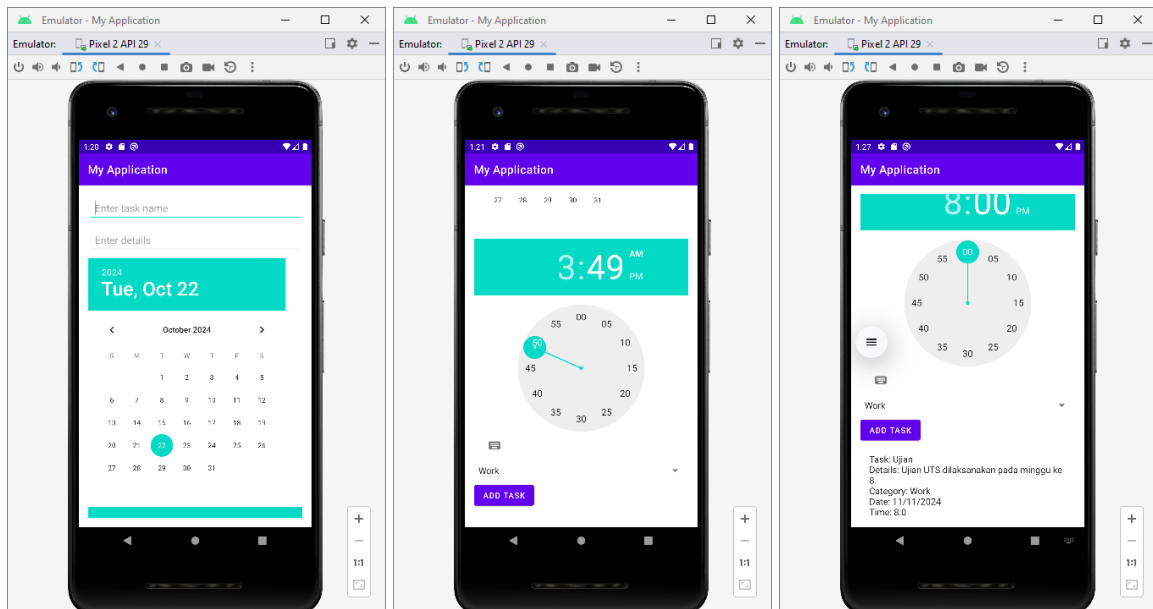 Emulator - My Application
Emulator: Pixel 2 API 29
1:1
1:20
My Application
Enter task name
Enter details
2024
Tue, Oct 22
October 2024
S M T W T F S
1 2 3 4 5
6 7 8 9 10 11 12
13 14 15 16 17 18 19
20 21 22 23 24 25 26
27 28 29 30 31
Emulator - My Application
Emulator: Pixel 2 API 29
1:1
1:21
My Application
27 28 29 30 31
3:49
AM
PM
00
05
10
15
20
25
30
35
40
45
50
55
Work
ADD TASK
Emulator - My Application
Emulator: Pixel 2 API 29
1:1
1:27
My Application
8:00 PM
00
05
10
15
20
25
30
35
40
45
50
55
Work
ADD TASK
Task: Ujian
Details: Ujian UTS dilaksanakan pada minggu ke
8.
Category: Work
Date: 11/11/2024
Time: 8:0